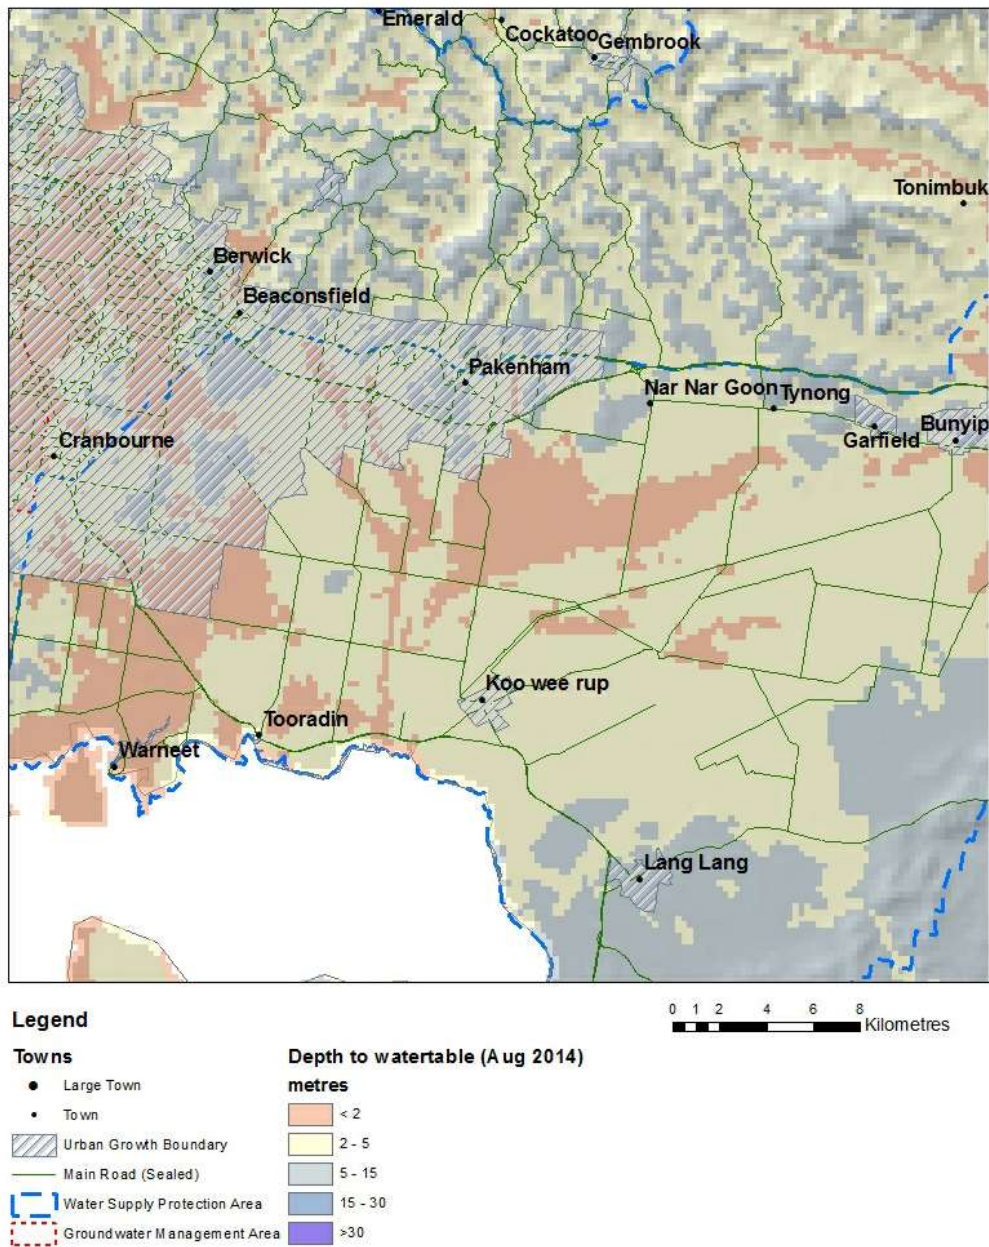 Emerald
Cockatoo
Gembrook
Tonimbuk
Berwick
Beaconsfield
Pakenham
Nar Nar Goon
Tynong
Cranbourne
Garfield
Bunyip
Koo wee rup
Tooradin
Warneet
Lang Lang
Legend
0 1 2 4 6 8
Kilometres
Towns
Large Town
Town
Urban Growth Boundary
Main Road (Sealed)
Water Supply Protection Area
Groundwater Management Area
Depth to watertable (Aug 2014)
metres
< 2
2 - 5
5 - 15
15 - 30
>30